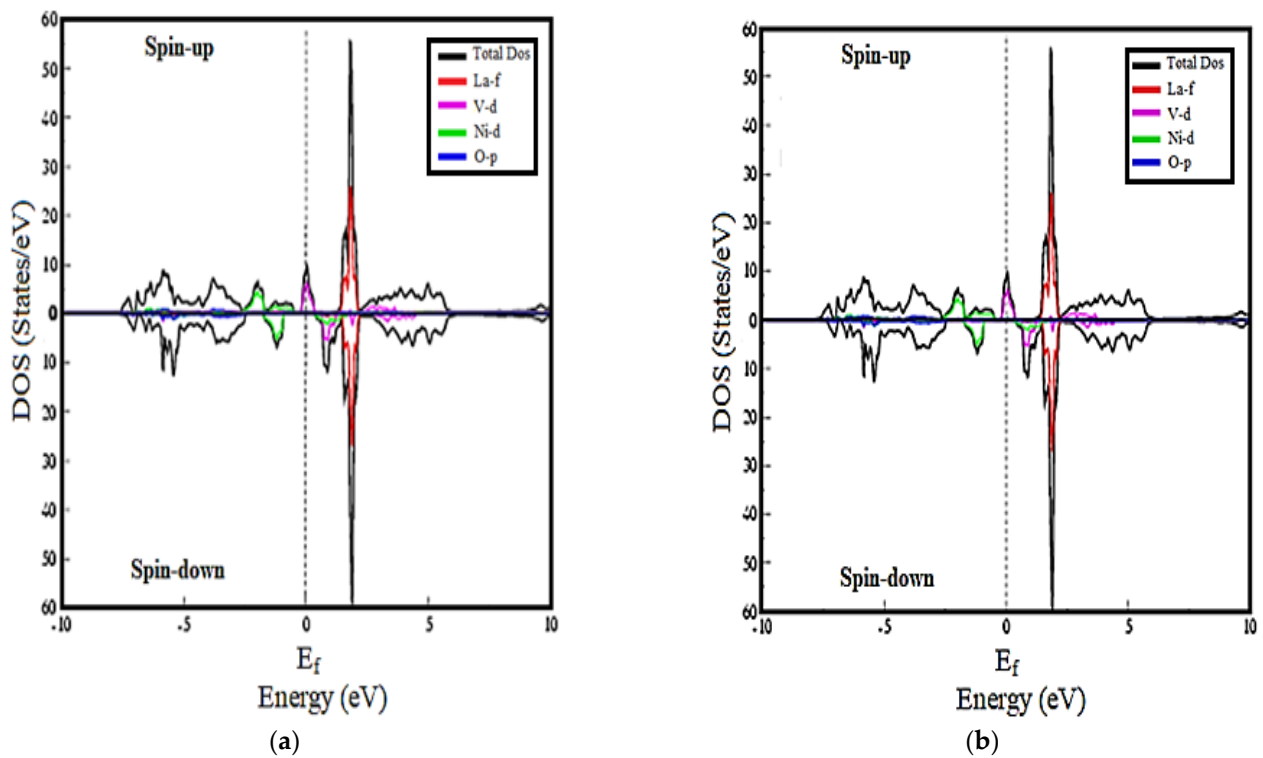 Spin-up
Total Dos
La-f
V-d
Ni-d
O-p
60
50
40
30
20
10
0
10
20
30
40
50
60
DOS (States/eV)
Spin-down
-10
-5
0
5
10
Ef
Energy (eV)
(a)
Spin-up
Total Dos
La-f
V-d
Ni-d
O-p
60
50
40
30
20
10
0
10
20
30
40
50
60
DOS (States/eV)
Spin-down
-10
-5
0
5
10
Ef
Energy (eV)
(b)